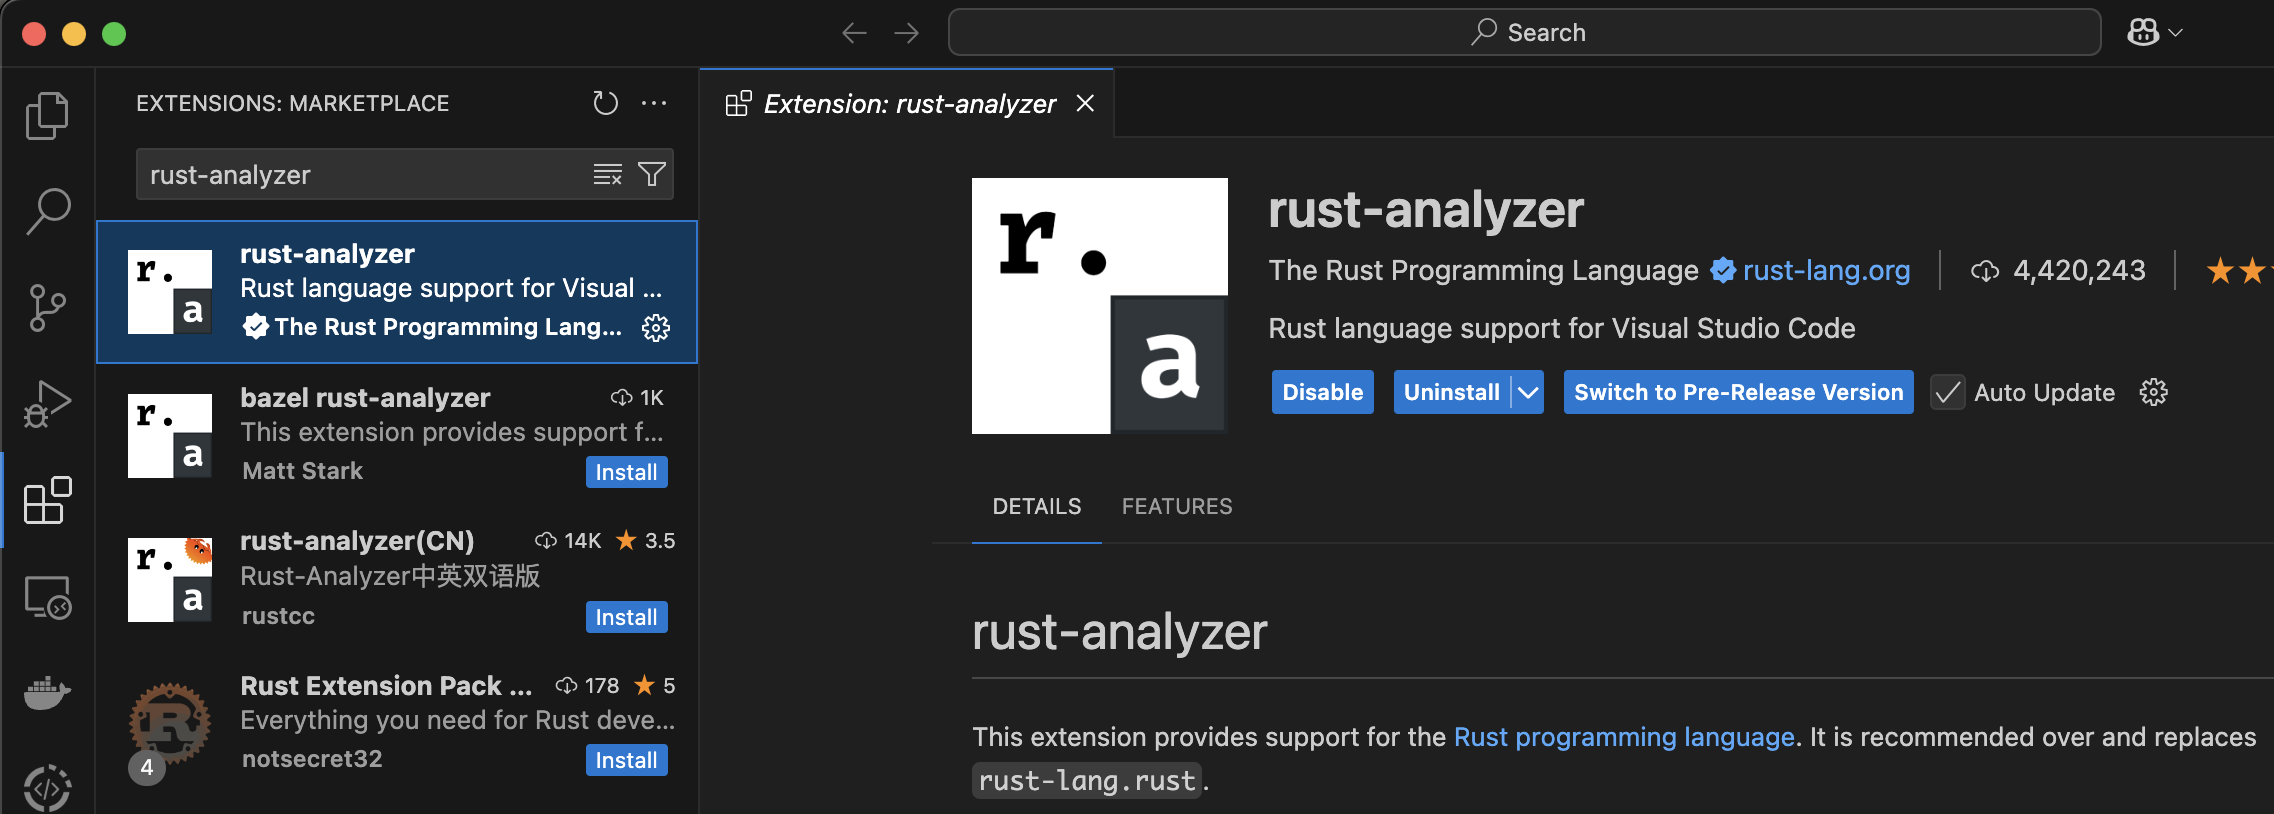 Search
EXTENSIONS: MARKETPLACE
rust-analyzer
r.
a
rust-analyzer
Rust language support for Visual ...
The Rust Programming Lang...
r.
a
bazel rust-analyzer
1K
This extension provides support f...
Matt Stark
Install
r.
a
rust-analyzer(CN)
14K
3.5
Rust-Analyzer中英双语版
rustcc
Install
R
4
Rust Extension Pack ...
178
5
Everything you need for Rust deve...
notsecret32
Install
Extension: rust-analyzer
r.
a
rust-analyzer
The Rust Programming Language
rust-lang.org
4,420,243
Rust language support for Visual Studio Code
Disable
Uninstall
Switch to Pre-Release Version
Auto Update
DETAILS
FEATURES
rust-analyzer
This extension provides support for the Rust programming language. It is recommended over and replaces
rust-lang.rust.